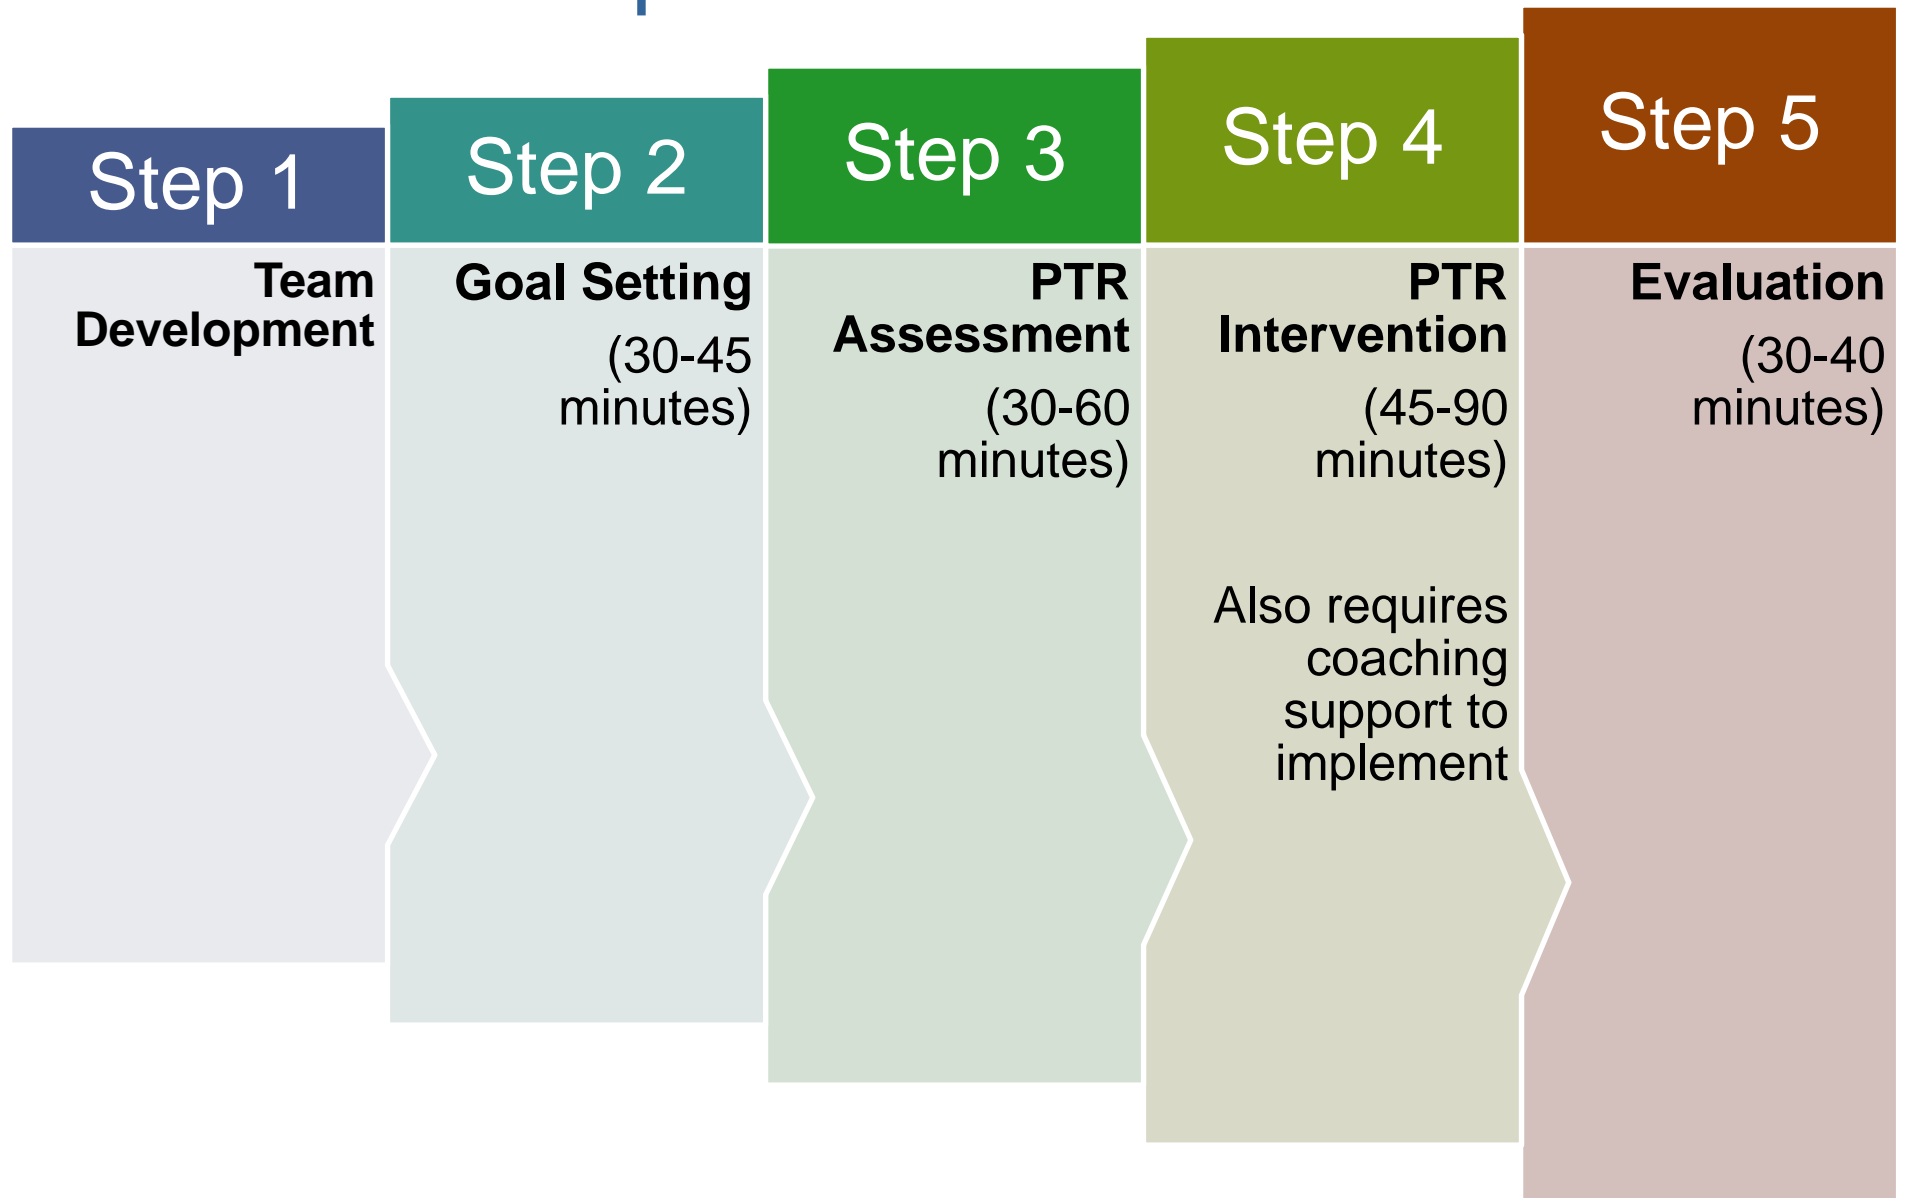 Step 1
Team
Development
Step 2
Goal Setting
(30-45
minutes)
Step 3
PTR
Assessment
(30-60
minutes)
Step 4
PTR
Intervention
(45-90
minutes)
Also requires
coaching
support to
implement
Step 5
Evaluation
(30-40
minutes)